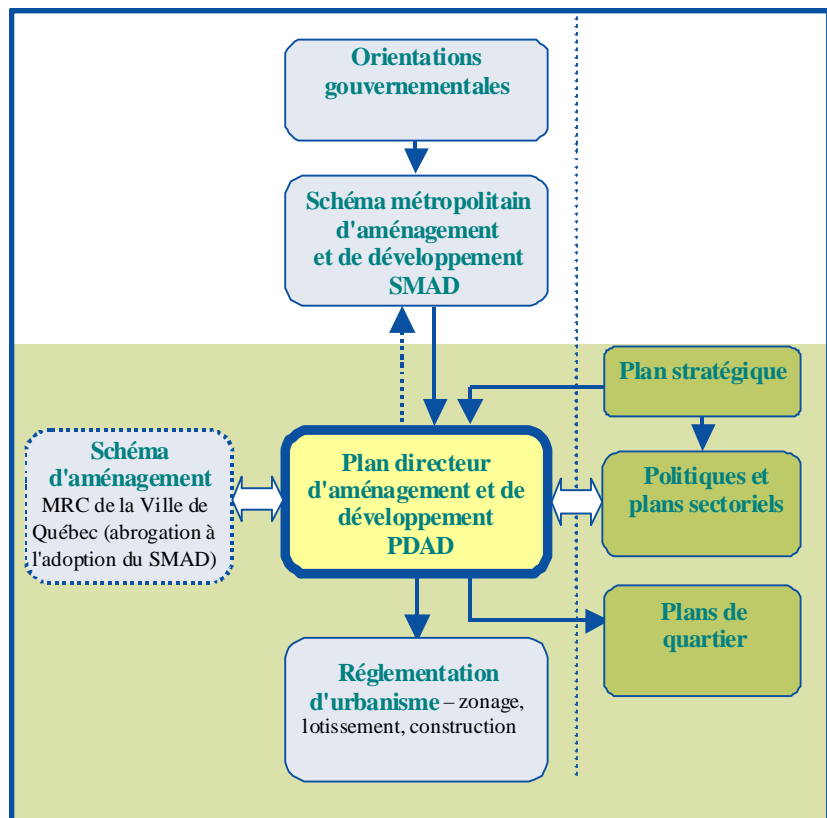 Orientations
gouvernementales
Schéma métropolitain
d'aménagement
et de développement
SMAD
Plan stratégique
Schéma
d'aménagement
MRC de la Ville de
Québec (abrogation à
l'adoption du SMAD)
Plan directeur
d'aménagement et de
développement
PDAD
Politiques et
plans sectoriels
Plans de
quartier
Réglementation
d'urbanisme – zonage,
lotissement, construction